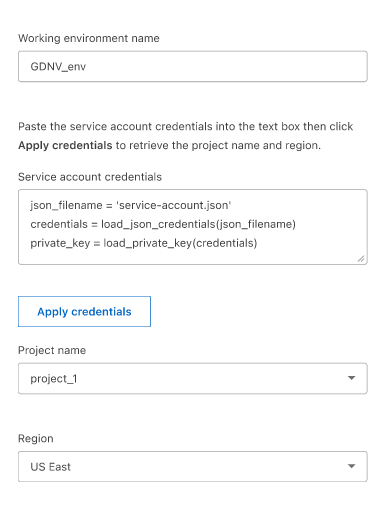 Working environment name
GDNV_env
Paste the service account credentials into the text box then click
Apply credentials to retrieve the project name and region.
Service account credentials
json_filename = 'service-account.json'
credentials = load_json_credentials(json_filename)
private_key = load_private_key(credentials)
Apply credentials
Project name
project_1
Region
US East